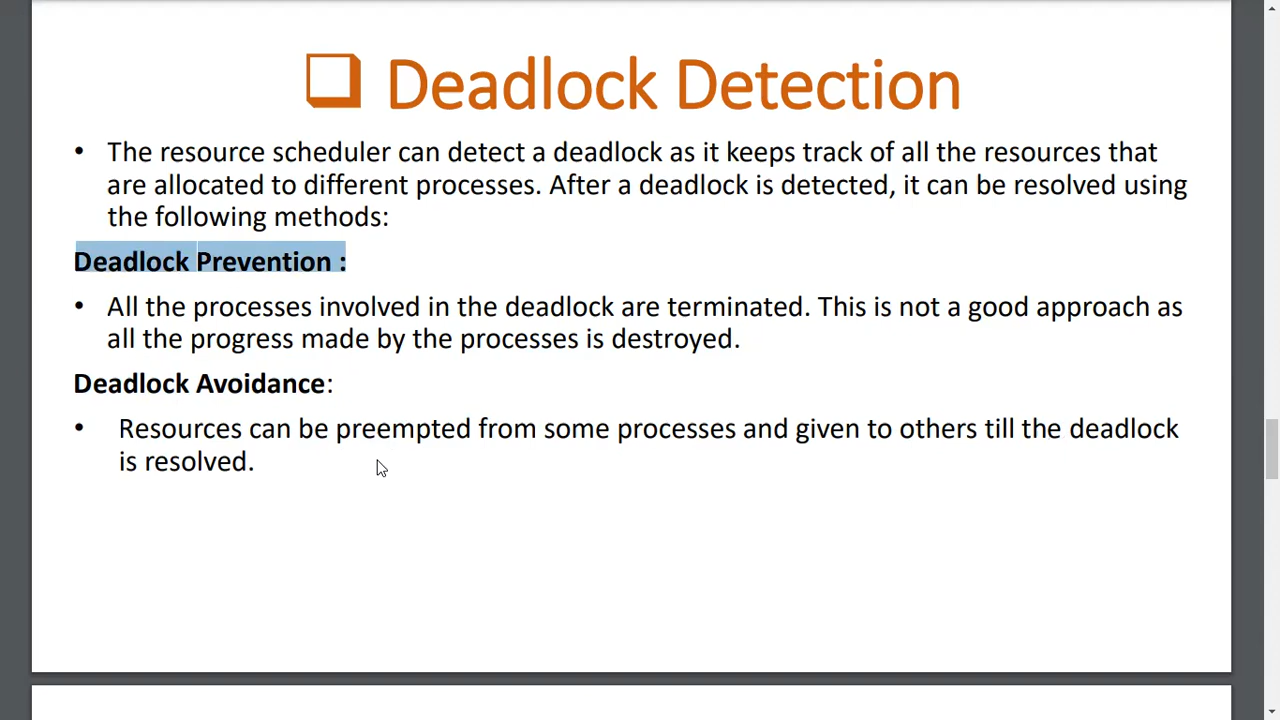 ❑ Deadlock Detection
• The resource scheduler can detect a deadlock as it keeps track of all the resources that
are allocated to different processes. After a deadlock is detected, it can be resolved using
the following methods:
Deadlock Prevention :
• All the processes involved in the deadlock are terminated. This is not a good approach as
all the progress made by the processes is destroyed.
Deadlock Avoidance:
• Resources can be preempted from some processes and given to others till the deadlock
is resolved.